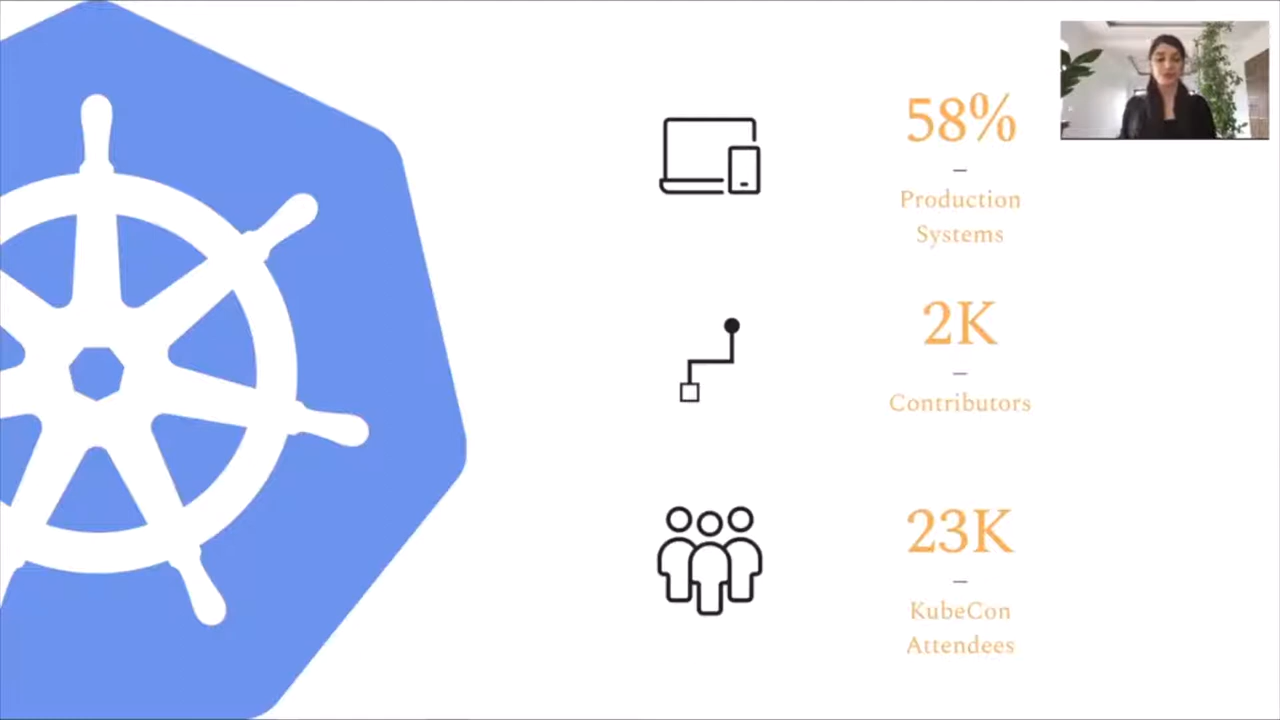 58%
–
Production
Systems
2K
–
Contributors
23K
–
KubeCon
Attendees